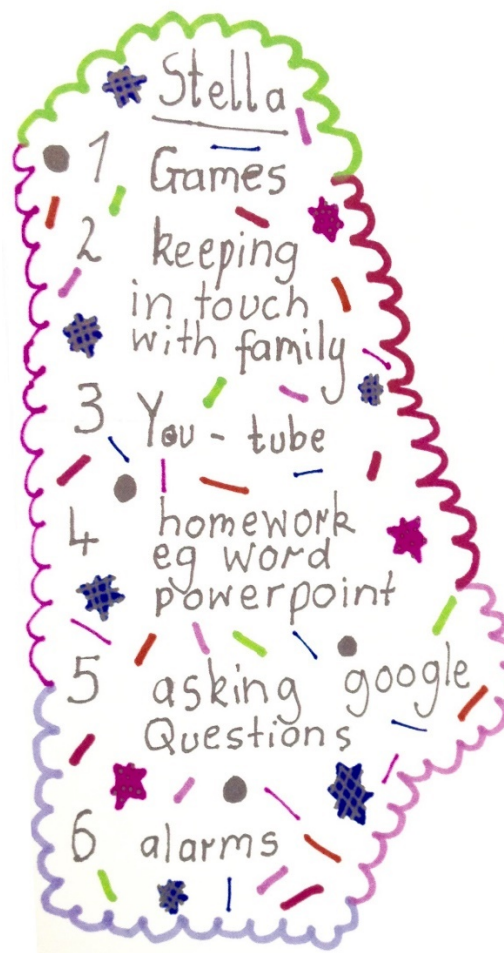 Stella
1 Games
2 keeping
in touch
with family
3 You - tube
4 homework
eg word
powerpoint
5 asking google
Questions
6 alarms